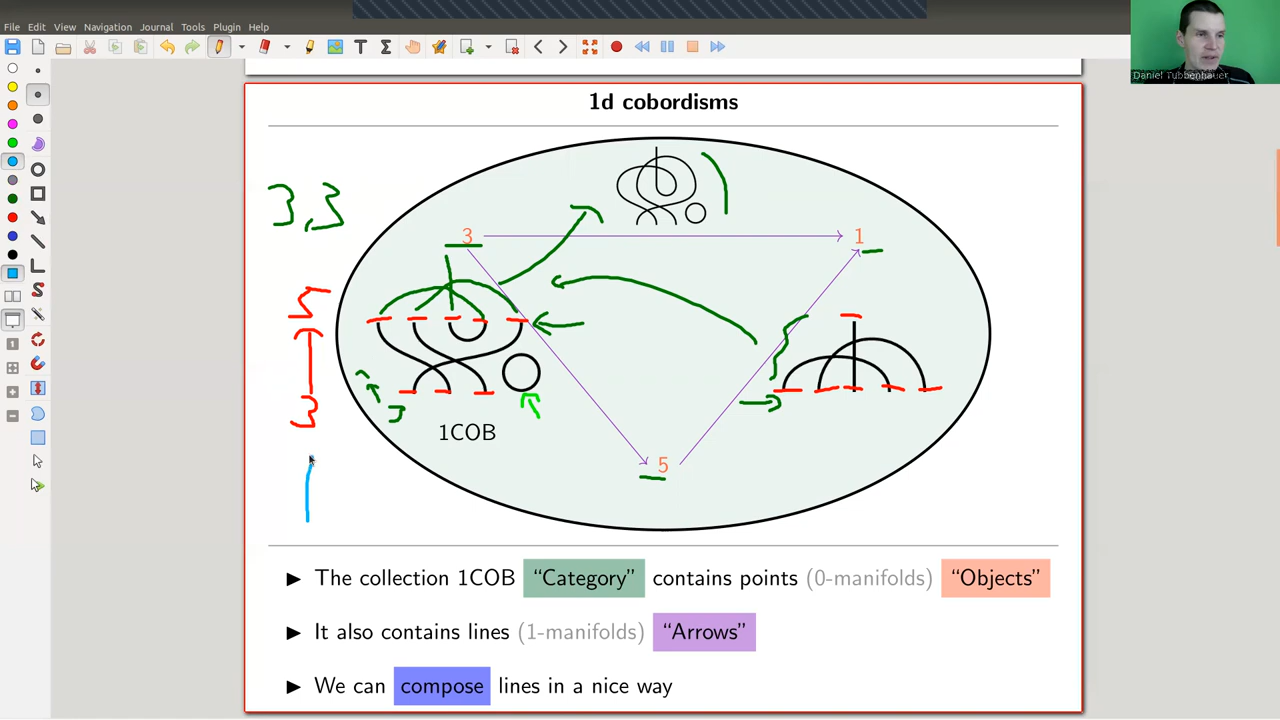 File Edit View Navigation Journal Tools Plugin Help
Daniel Tubbenhauer
1d cobordisms
3,3
3
1
5
3
3
1COB
5
► The collection 1COB "Category" contains points (0-manifolds) "Objects"
► It also contains lines (1-manifolds) "Arrows"
► We can compose lines in a nice way